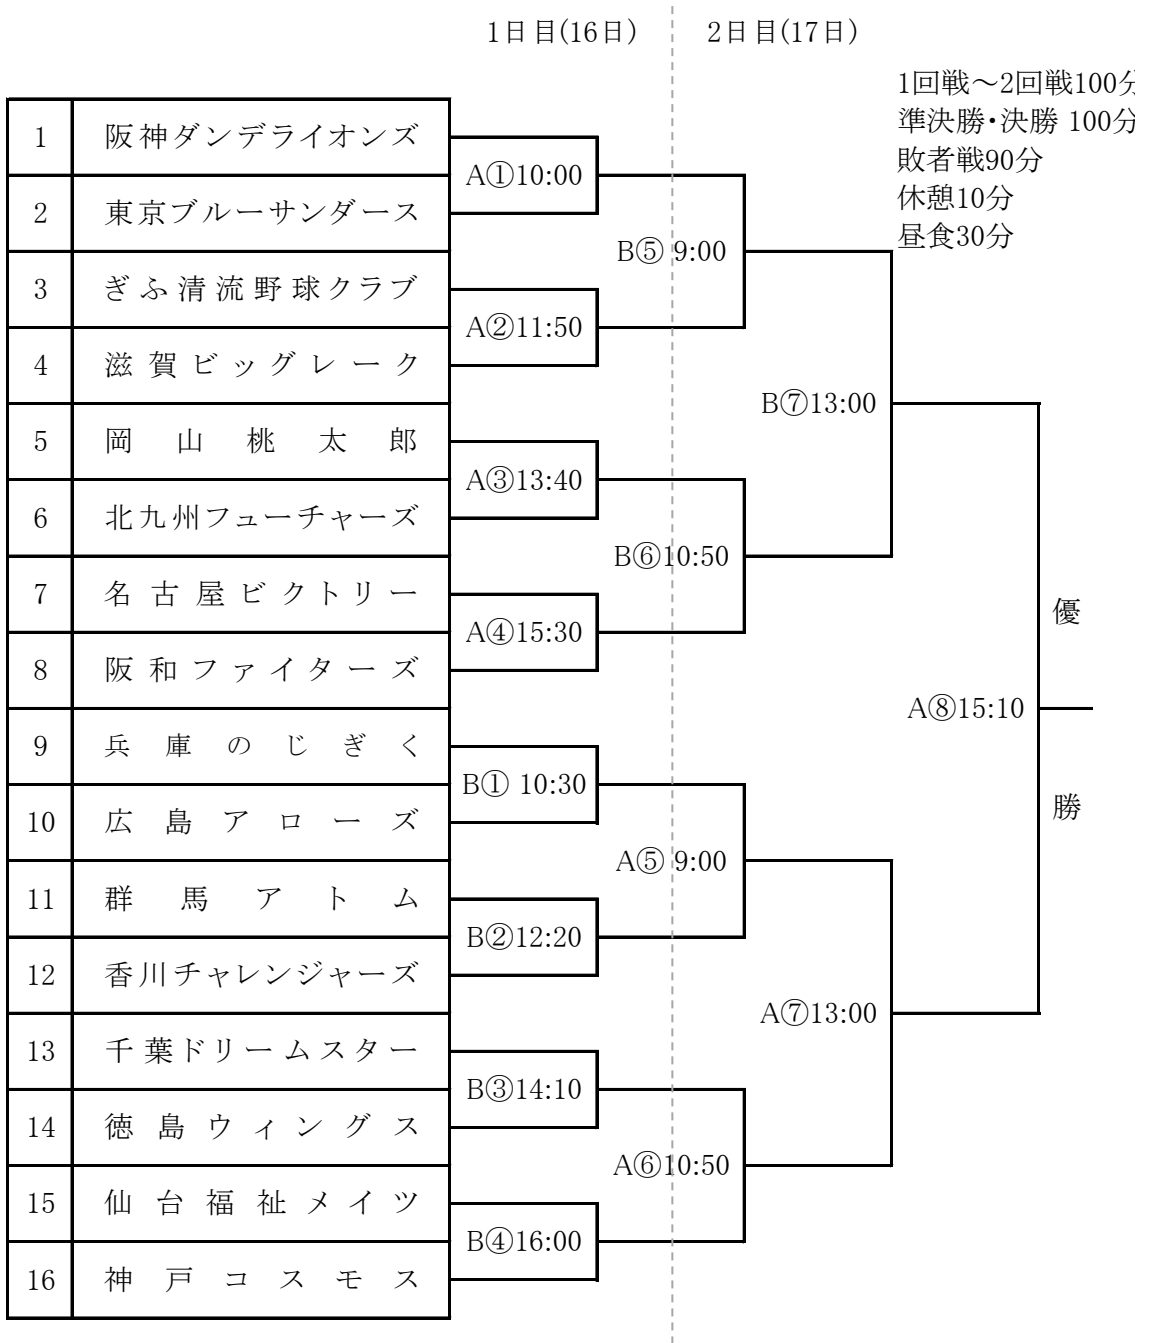 1日目(16日) 2日目(17日)
1回戦～2回戦100分
準決勝・決勝 100分
敗者戦90分
休憩10分
昼食30分
1 阪神ダンデライオンズ
A①10:00
2 東京ブルーサンダース
B⑤ 9:00
3 ぎふ清流野球クラブ
A②11:50
4 滋賀ビッグレーク
B⑦13:00
5 岡山桃太郎
A③13:40
6 北九州フューチャーズ
B⑥10:50
7 名古屋ビクトリー
A④15:30
8 阪和ファイターズ
優
A⑧15:10
勝
9 兵庫のじぎく
B① 10:30
10 広島アローズ
A⑤ 9:00
11 群馬アトム
B②12:20
12 香川チャレンジャーズ
A⑦13:00
13 千葉ドリームスター
B③14:10
14 徳島ウィングス
A⑥10:50
15 仙台福祉メイツ
B④16:00
16 神戸コスモス